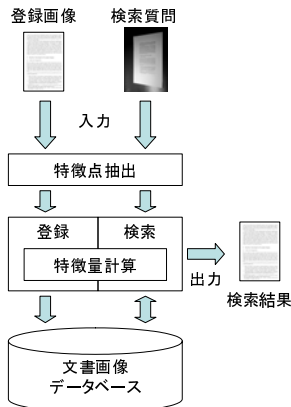 登録画像
検索質問
入力
特徴点抽出
登録
検索
特徴量計算
出力
検索結果
文書画像
データベース